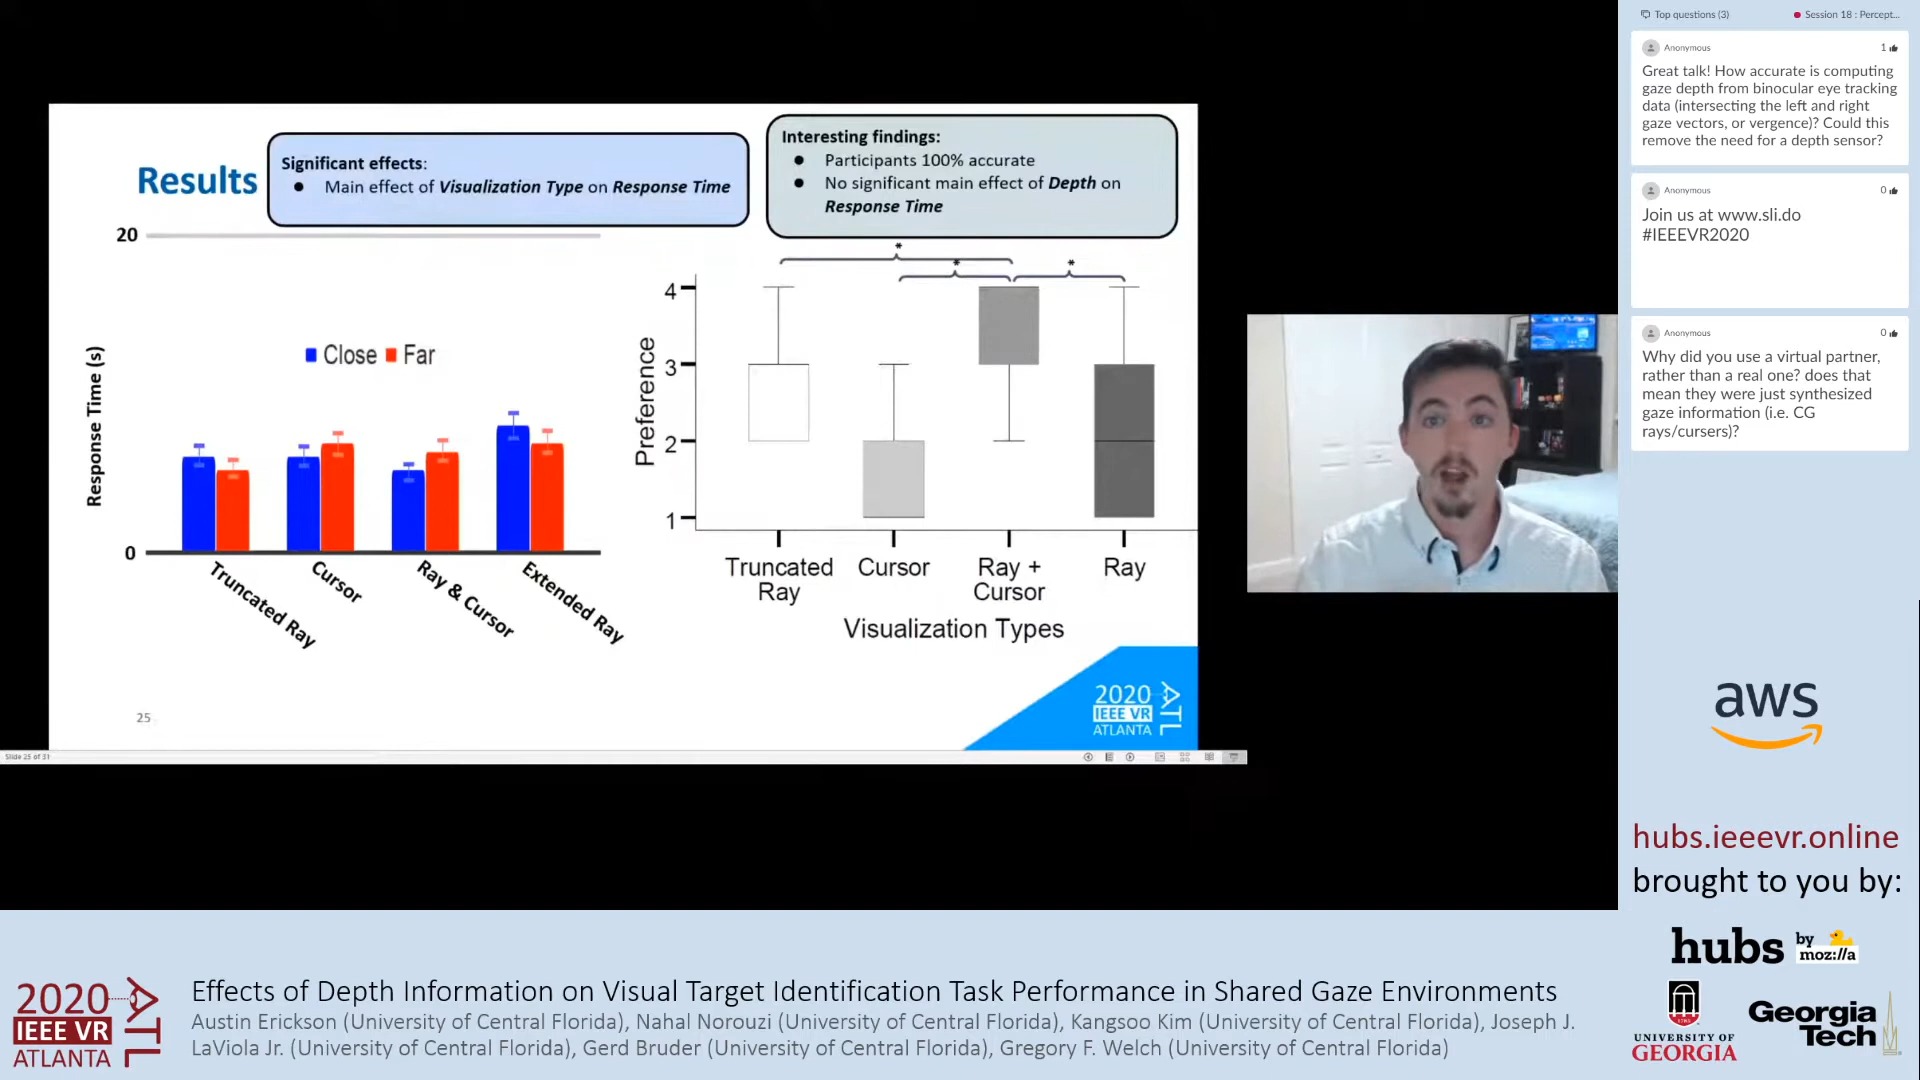 Results
Significant effects:
● Main effect of Visualization Type on Response Time
Interesting findings:
● Participants 100% accurate
● No significant main effect of Depth on
Response Time
20
Response Time (s)
Close Far
0
Truncated Ray
Cursor
Ray & Cursor
Extended Ray
* * *
Preference
4
3
2
1
Truncated
Ray
Cursor
Ray +
Cursor
Ray
Visualization Types
25
2020
IEEE VR
ATLANTA
ATL
Slide 25 of 31
Top questions (3)
Session 18 : Percept...
Anonymous
1
Great talk! How accurate is computing
gaze depth from binocular eye tracking
data (intersecting the left and right
gaze vectors, or vergence)? Could this
remove the need for a depth sensor?
Anonymous
0
Join us at www.sli.do
#IEEEVR2020
Anonymous
0
Why did you use a virtual partner,
rather than a real one? does that
mean they were just synthesized
gaze information (i.e. CG
rays/cursers)?
aws
hubs.ieeevr.online
brought to you by:
hubs
by
moz://a
UNIVERSITY OF
GEORGIA
Georgia
Tech
2020
IEEE VR
ATLANTA
ATL
Effects of Depth Information on Visual Target Identification Task Performance in Shared Gaze Environments
Austin Erickson (University of Central Florida), Nahal Norouzi (University of Central Florida), Kangsoo Kim (University of Central Florida), Joseph J.
LaViola Jr. (University of Central Florida), Gerd Bruder (University of Central Florida), Gregory F. Welch (University of Central Florida)